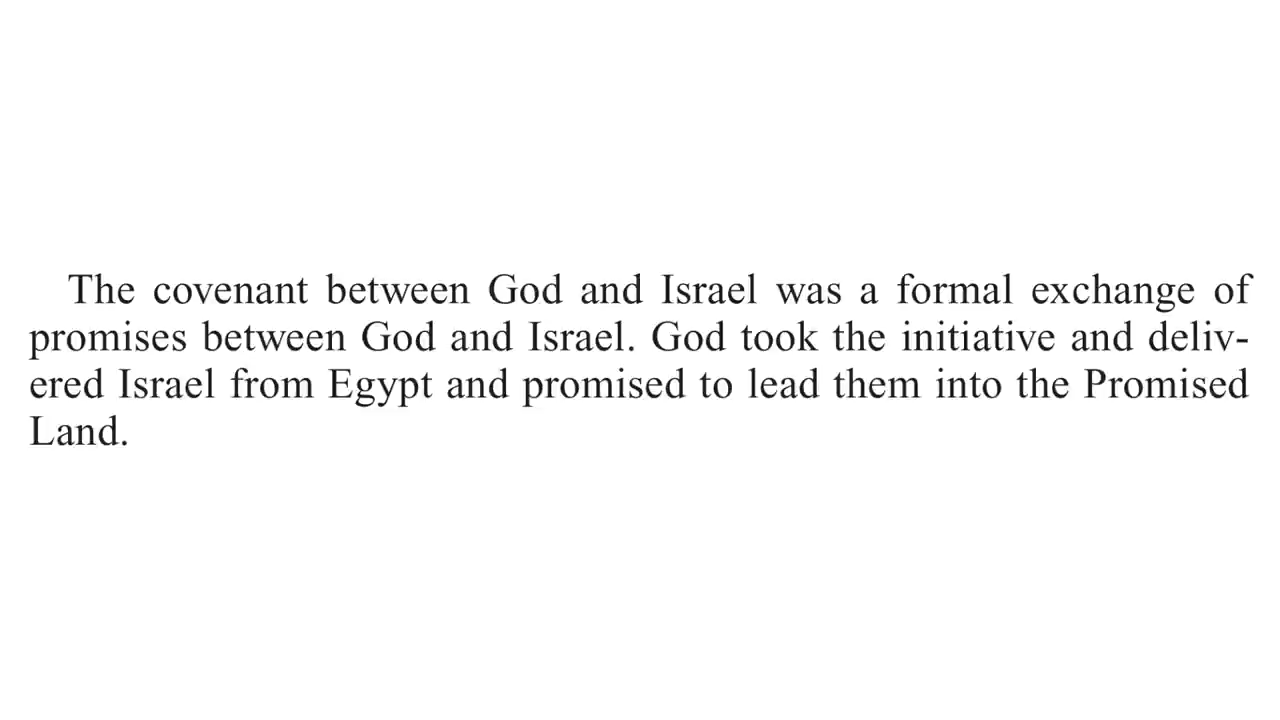 The covenant between God and Israel was a formal exchange of
promises between God and Israel. God took the initiative and deliv-
ered Israel from Egypt and promised to lead them into the Promised
Land.